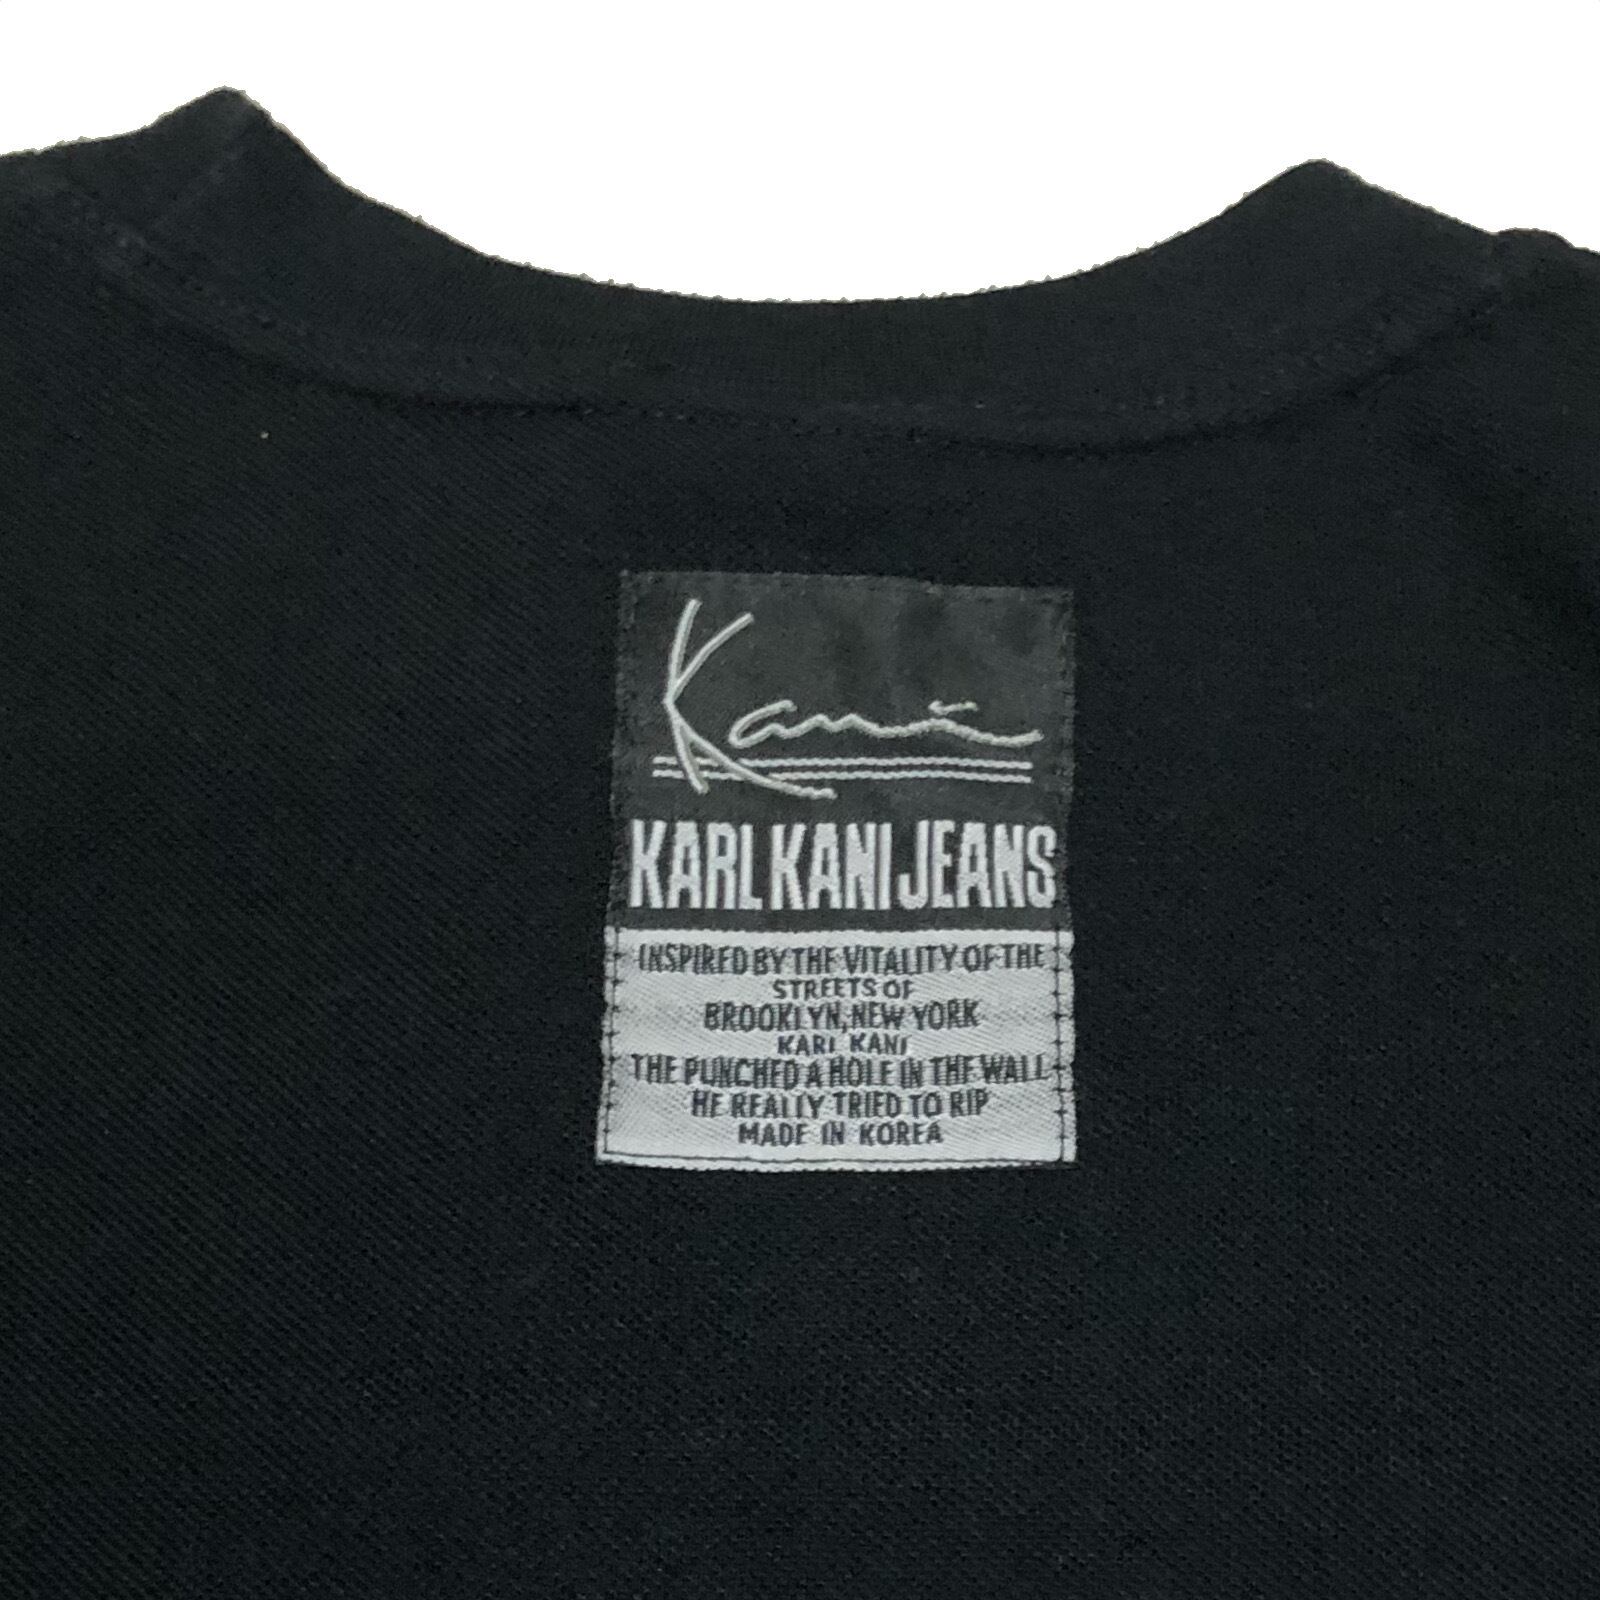 Kani
KARL KANI JEANS
INSPIRED BY THE VITALITY OF THE
STREETS OF
BROOKLYN, NEW YORK
KARL KANI
THE PUNCHED A HOLE IN THE WALL
HE REALLY TRIED TO RIP
MADE IN KOREA